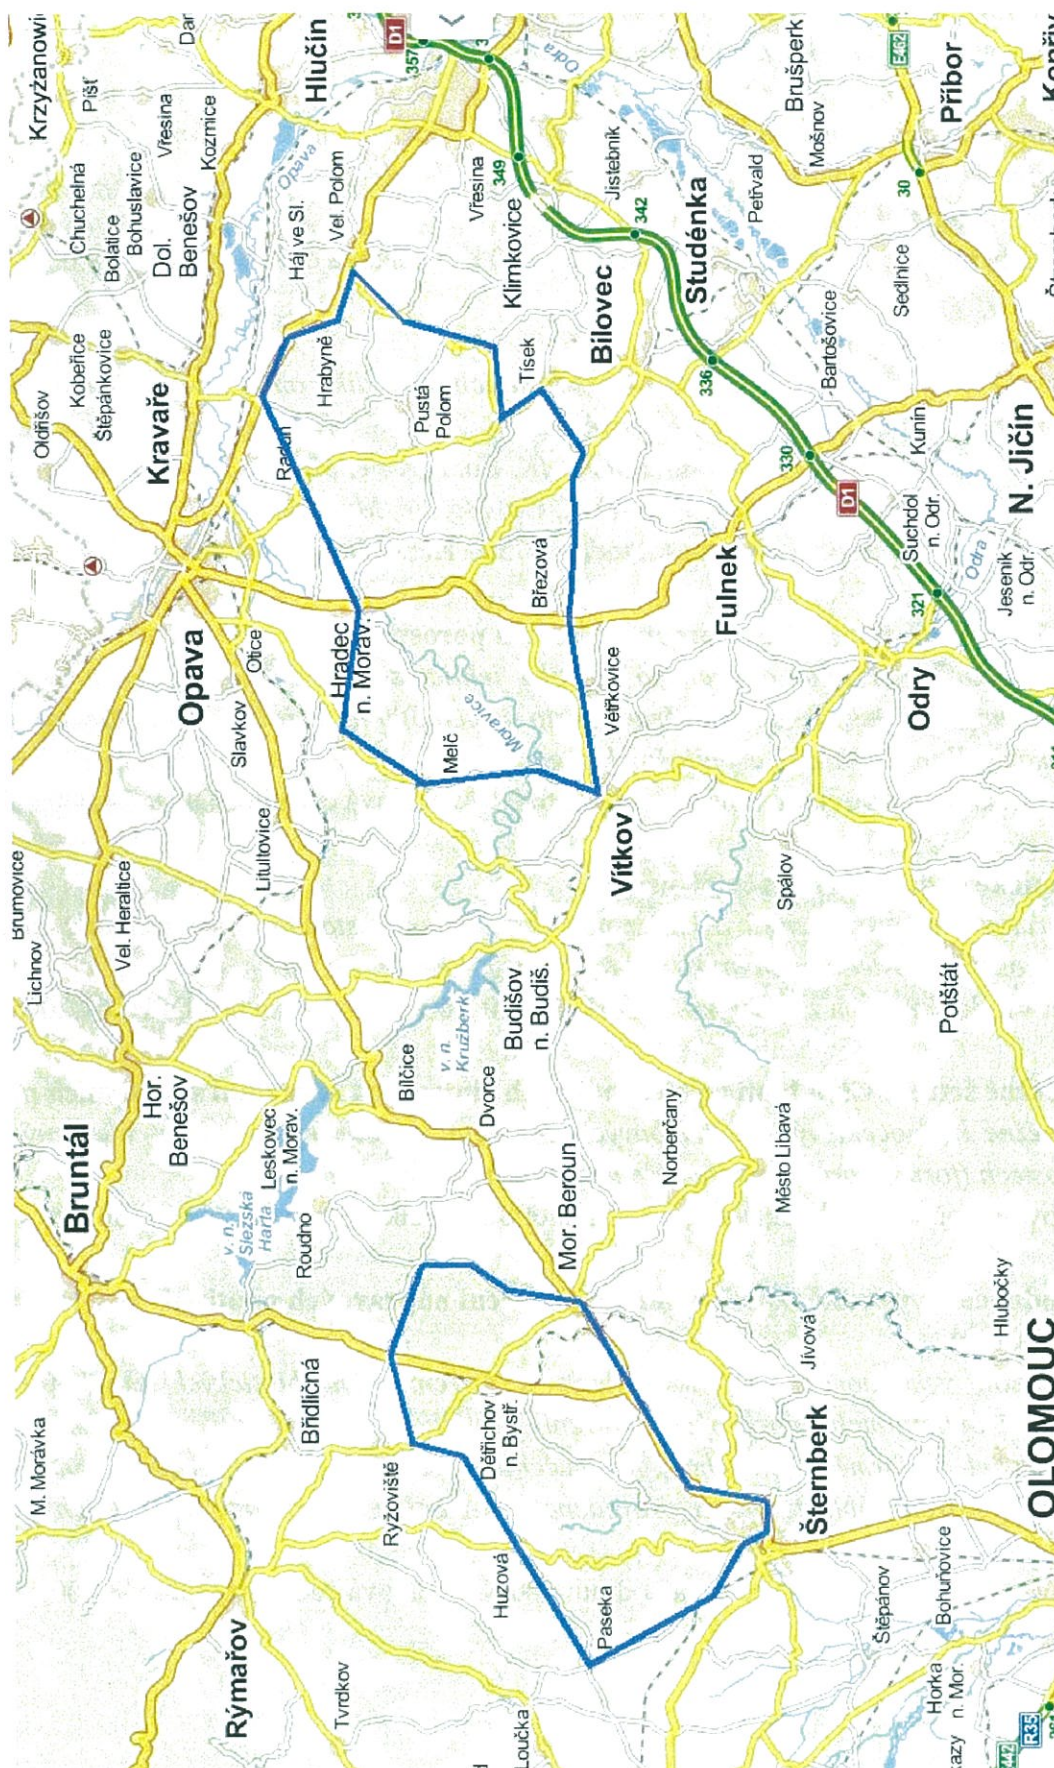 M. Morávka
Bruntál
Lichnov
Brumovice
Krzyżanowi
Oldřišov
Kobeřice
Štěpánkovice
Chuchelná
Píšť
Bolatice
Bohuslavice
Dol.
Benešov
Vřesina
Kozmice
Dar
Hlučín
Kravaře
Opava
Vel. Heraltice
Hor.
Benešov
Rýmařov
Břidličná
v. n.
Slezská
Harta
Leskovec
n. Morav.
Roudno
Litultovice
Slavkov
Otice
Raduň
Háj ve Sl.
Opava
Vel. Polom
Hrabyně
D1
357
3
Tvrdkov
Ryžoviště
Bílčice
v. n.
Kružberk
Melč
Hradec
n. Morav.
Moravice
Pustá
Polom
Vřesina
349
Klimkovice
Odra
Loučka
Huzová
Dětřichov
n. Bystř.
Dvorce
Budišov
n. Budiš.
Březová
Tísek
Bílovec
Jistebník
342
Paseka
Mor. Beroun
Vítkov
Větřkovice
Studénka
336
Norberčany
Fulnek
Petřvald
Brušperk
Mošnov
Šternberk
Jívová
Město Libavá
Spálov
330
D1
Bartošovice
Sedlnice
E462
30
Příbor
Štěpánov
Bohuňovice
Hlubočky
Potštát
Odry
321
Suchdol
n. Odr.
Odra
Kunín
Jeseník
n. Odr.
N. Jičín
Horka
n. Mor.
OLOMOUC
442
R35